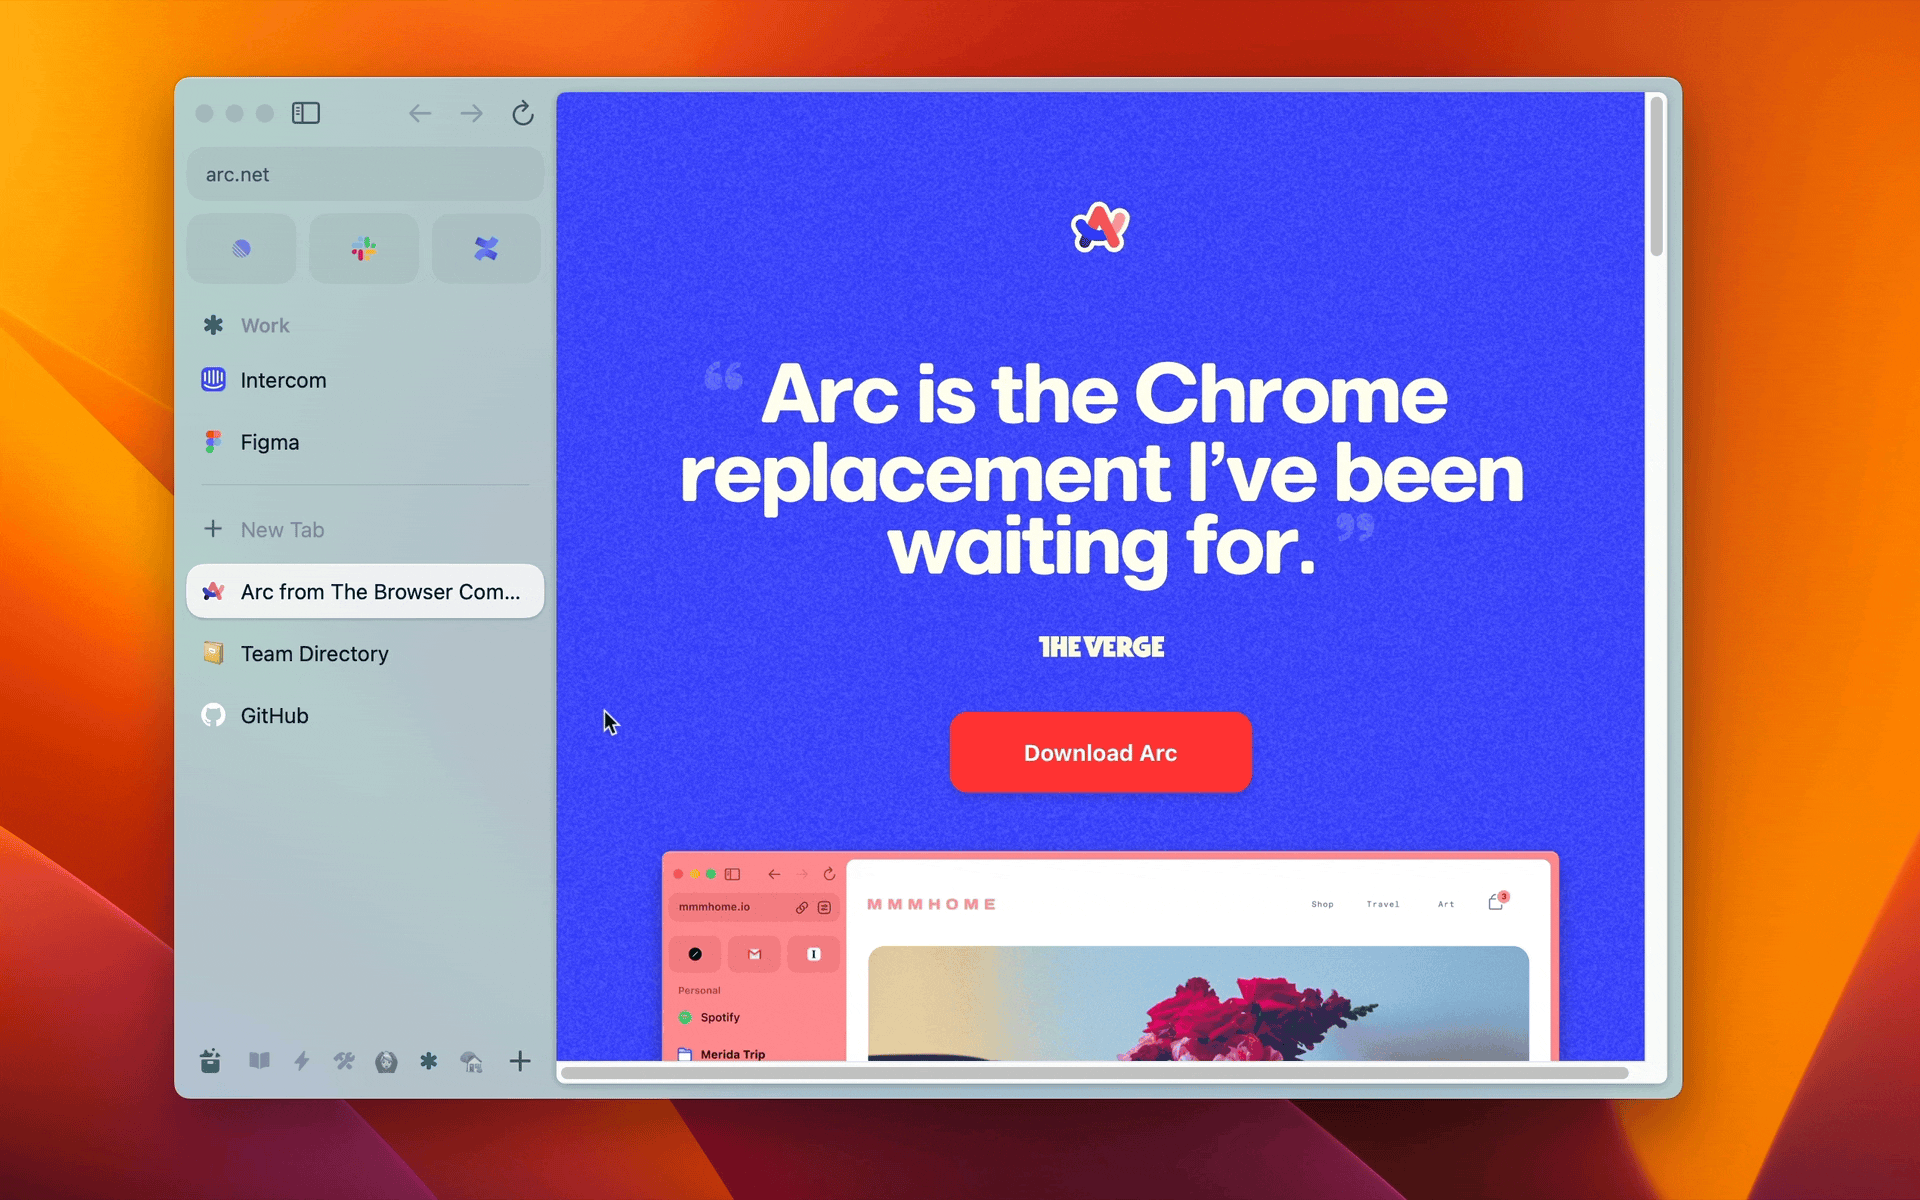 arc.net
Work
Intercom
Figma
New Tab
Arc from The Browser Com...
Team Directory
GitHub
“ Arc is the Chrome
replacement I’ve been
waiting for. ”
THE VERGE
Download Arc
mmmhome.io
Personal
Spotify
Merida Trip
MMMHOME
Shop Travel Art 3